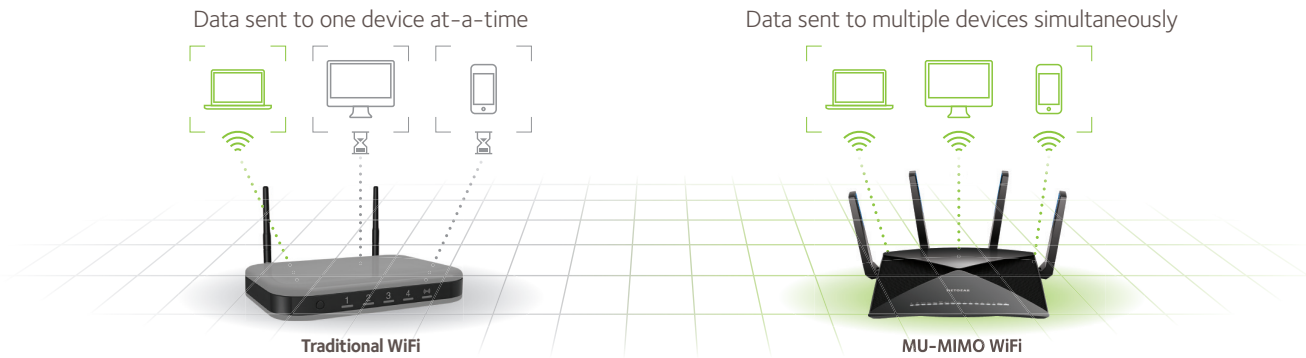 Data sent to one device at-a-time
Data sent to multiple devices simultaneously
1 2 3 4
NETGEAR
Traditional WiFi
MU-MIMO WiFi